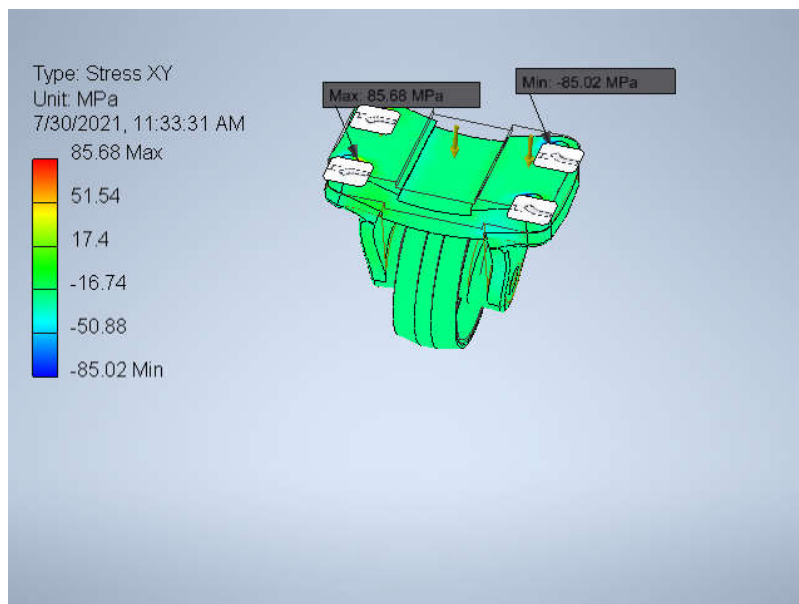 Type: Stress XY
Unit: MPa
7/30/2021, 11:33:31 AM
85.68 Max
51.54
17.4
-16.74
-50.88
-85.02 Min
Max: 85.68 MPa
Min: -85.02 MPa